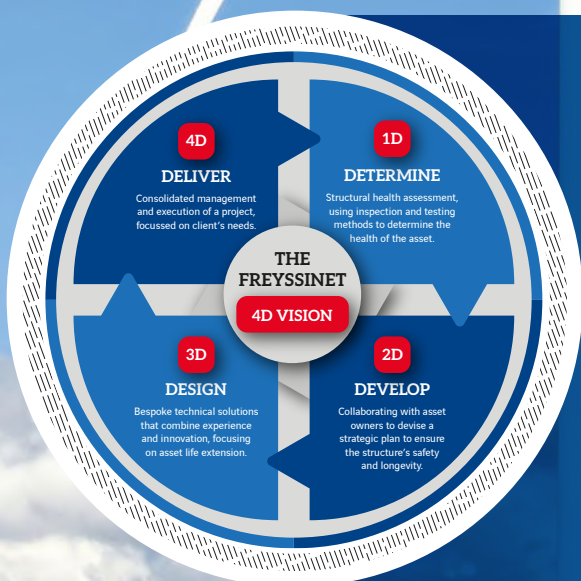 4D
DELIVER
Consolidated management
and execution of a project,
focussed on client's needs.
1D
DETERMINE
Structural health assessment,
using inspection and testing
methods to determine the
health of the asset.
THE
FREYSSINET
4D VISION
3D
DESIGN
Bespoke technical solutions
that combine experience
and innovation, focusing
on asset life extension.
2D
DEVELOP
Collaborating with asset
owners to devise a
strategic plan to ensure
the structure's safety
and longevity.